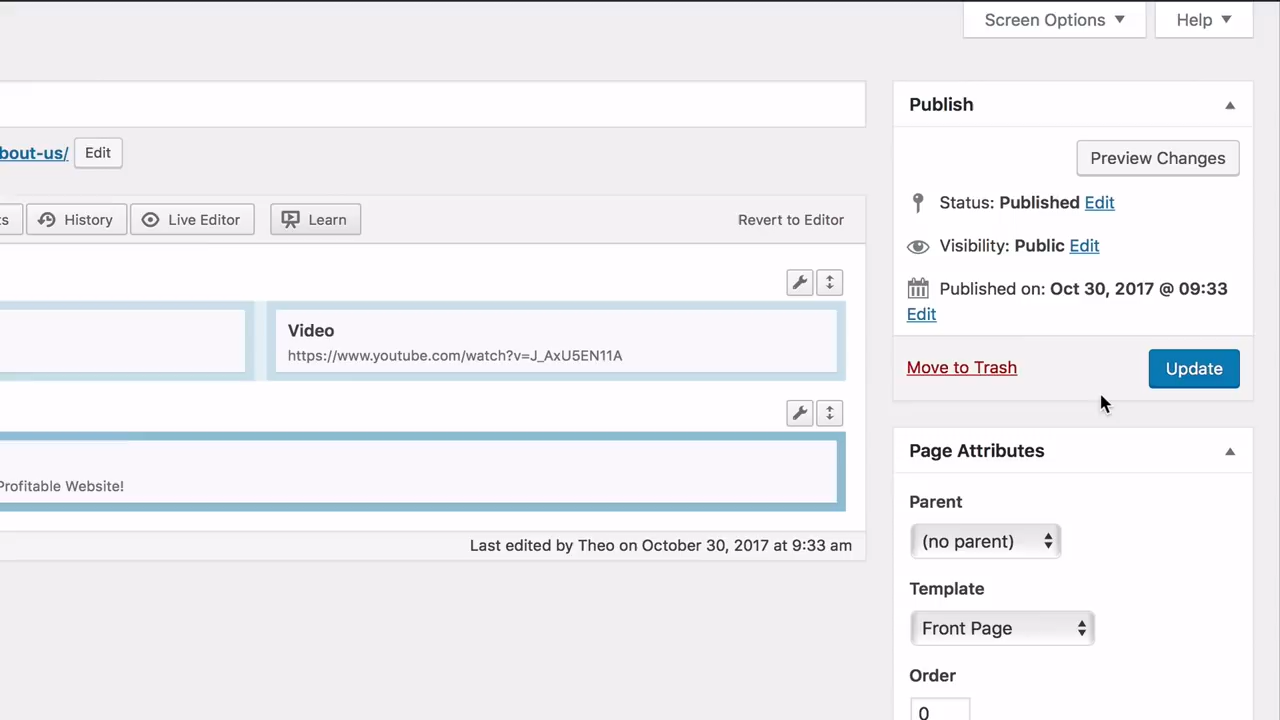 Screen Options
Help
Publish
Preview Changes
bout-us/ Edit
Status: Published Edit
s History Live Editor Learn Revert to Editor
Visibility: Public Edit
Published on: Oct 30, 2017 @ 09:33
Edit
Video
https://www.youtube.com/watch?v=J_AxU5EN11A
Move to Trash
Update
Profitable Website!
Last edited by Theo on October 30, 2017 at 9:33 am
Page Attributes
Parent
(no parent)
Template
Front Page
Order
0